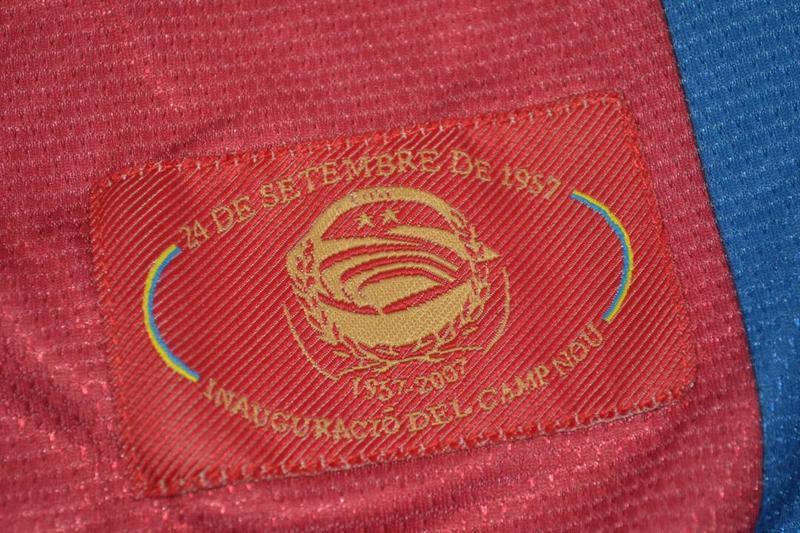 24 DE SETEMBRE DE 1957
1957-2007
INAUGURACIÓ DEL CAMP NOU